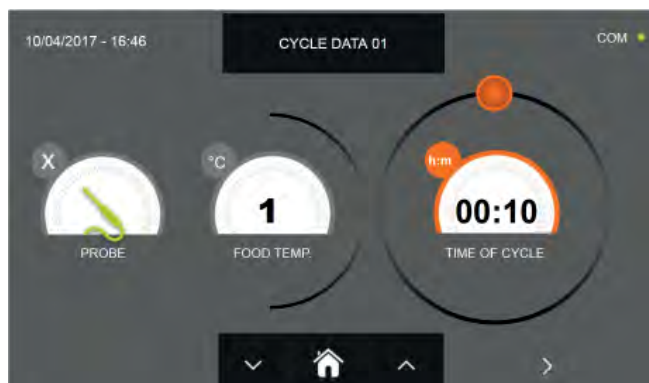 10/04/2017 - 16:46
CYCLE DATA 01
COM
X
°C
h:m
1
00:10
PROBE
FOOD TEMP.
TIME OF CYCLE